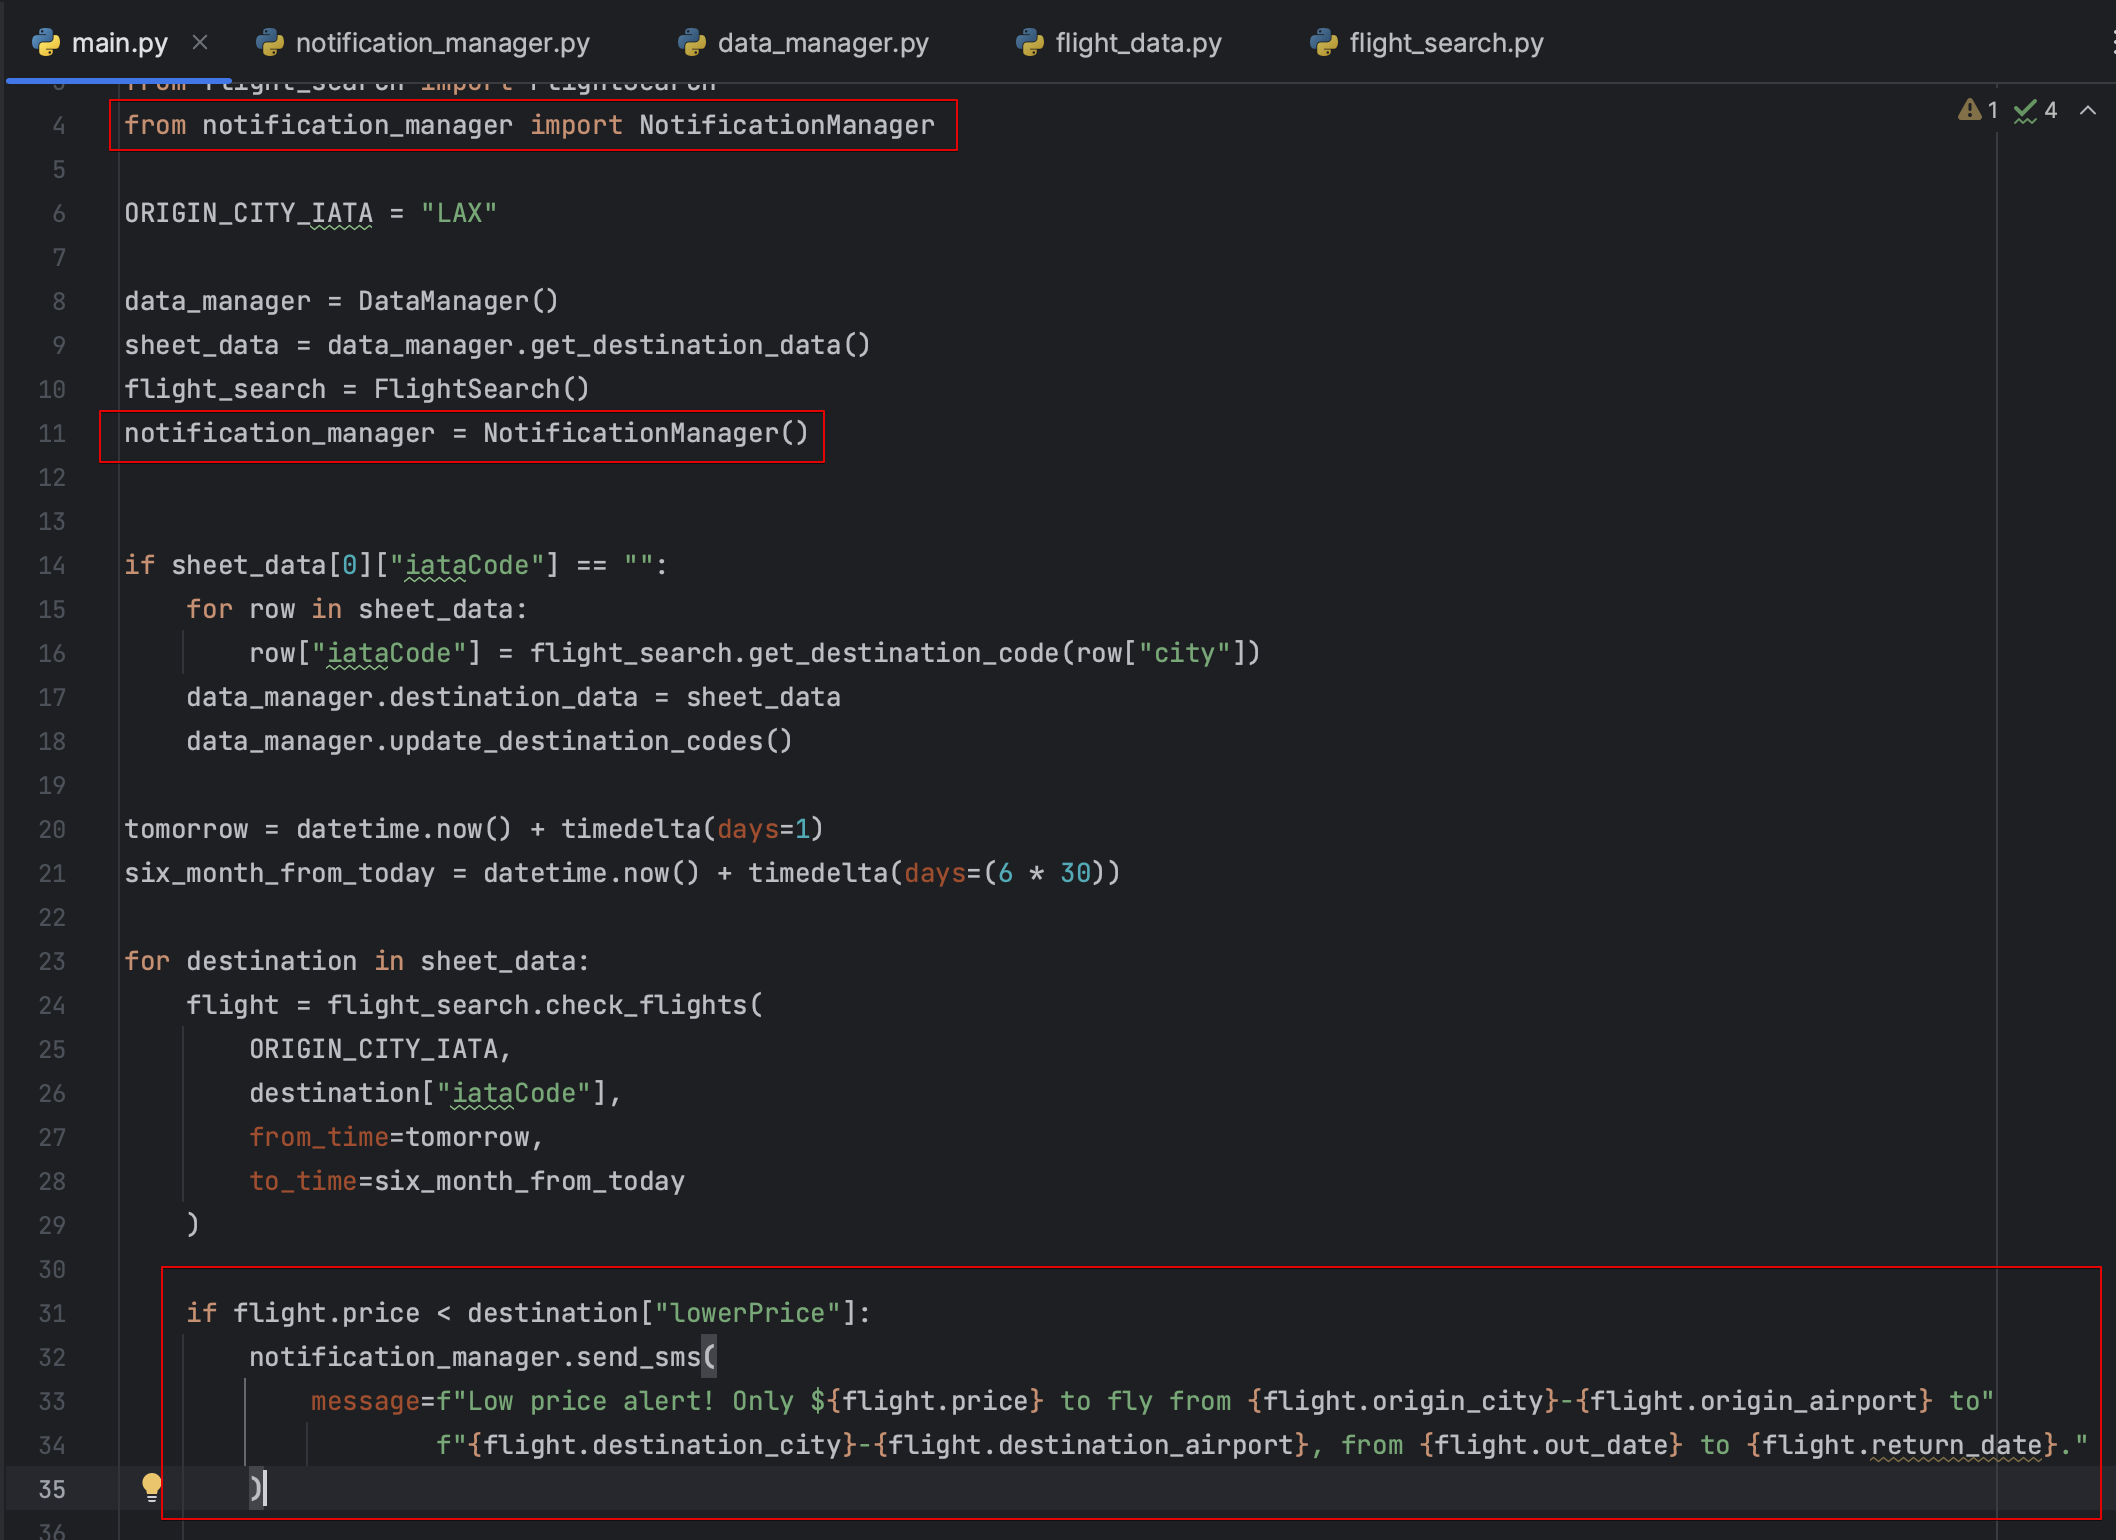 main.py notification_manager.py data_manager.py flight_data.py flight_search.py
3 from flight_search import FlightSearch
4 from notification_manager import NotificationManager 1 4
5
6 ORIGIN_CITY_IATA = "LAX"
7
8 data_manager = DataManager()
9 sheet_data = data_manager.get_destination_data()
10 flight_search = FlightSearch()
11 notification_manager = NotificationManager()
12
13
14 if sheet_data[0]["iataCode"] == "":
15     for row in sheet_data:
16         row["iataCode"] = flight_search.get_destination_code(row["city"])
17     data_manager.destination_data = sheet_data
18     data_manager.update_destination_codes()
19
20 tomorrow = datetime.now() + timedelta(days=1)
21 six_month_from_today = datetime.now() + timedelta(days=(6 * 30))
22
23 for destination in sheet_data:
24     flight = flight_search.check_flights(
25         ORIGIN_CITY_IATA,
26         destination["iataCode"],
27         from_time=tomorrow,
28         to_time=six_month_from_today
29     )
30
31     if flight.price < destination["lowerPrice"]:
32         notification_manager.send_sms(
33             message=f"Low price alert! Only ${flight.price} to fly from {flight.origin_city}-{flight.origin_airport} to"
34                     f"{flight.destination_city}-{flight.destination_airport}, from {flight.out_date} to {flight.return_date}."
35         )
36